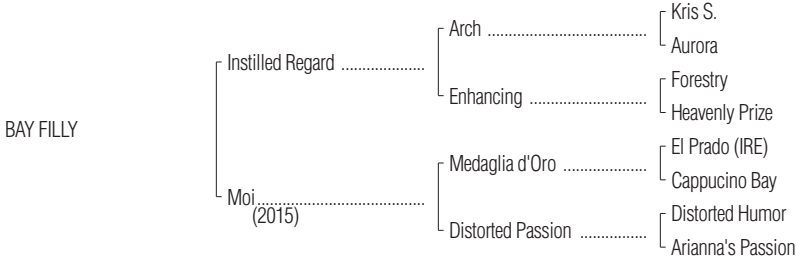 Kris S.
Arch ....................................
Aurora
Instilled Regard ...................
Forestry
Enhancing ..........................
Heavenly Prize
BAY FILLY
El Prado (IRE)
Medaglia d'Oro ..................
Cappucino Bay
Moi......................................
(2015)
Distorted Humor
Distorted Passion ...............
Arianna's Passion